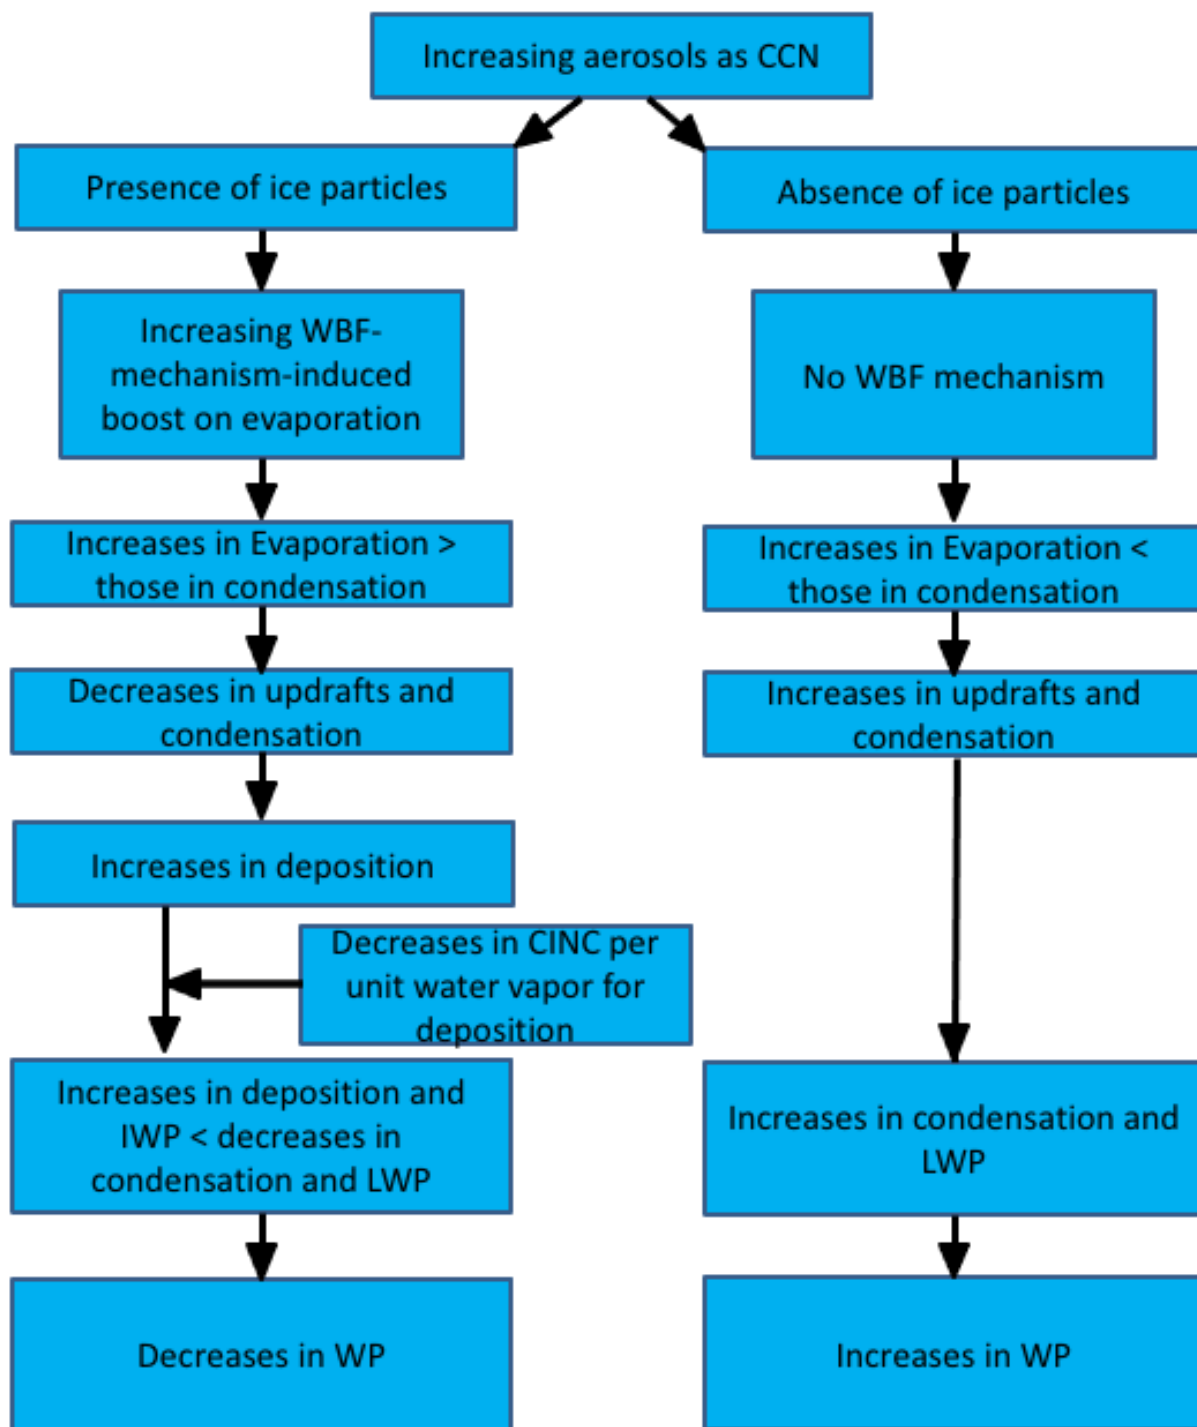 Increasing aerosols as CCN
Presence of ice particles
Absence of ice particles
Increasing WBF-
mechanism-induced
boost on evaporation
No WBF mechanism
Increases in Evaporation >
those in condensation
Increases in Evaporation <
those in condensation
Decreases in updrafts and
condensation
Increases in updrafts and
condensation
Increases in deposition
Decreases in CINC per
unit water vapor for
deposition
Increases in deposition and
IWP < decreases in
condensation and LWP
Increases in condensation and
LWP
Decreases in WP
Increases in WP